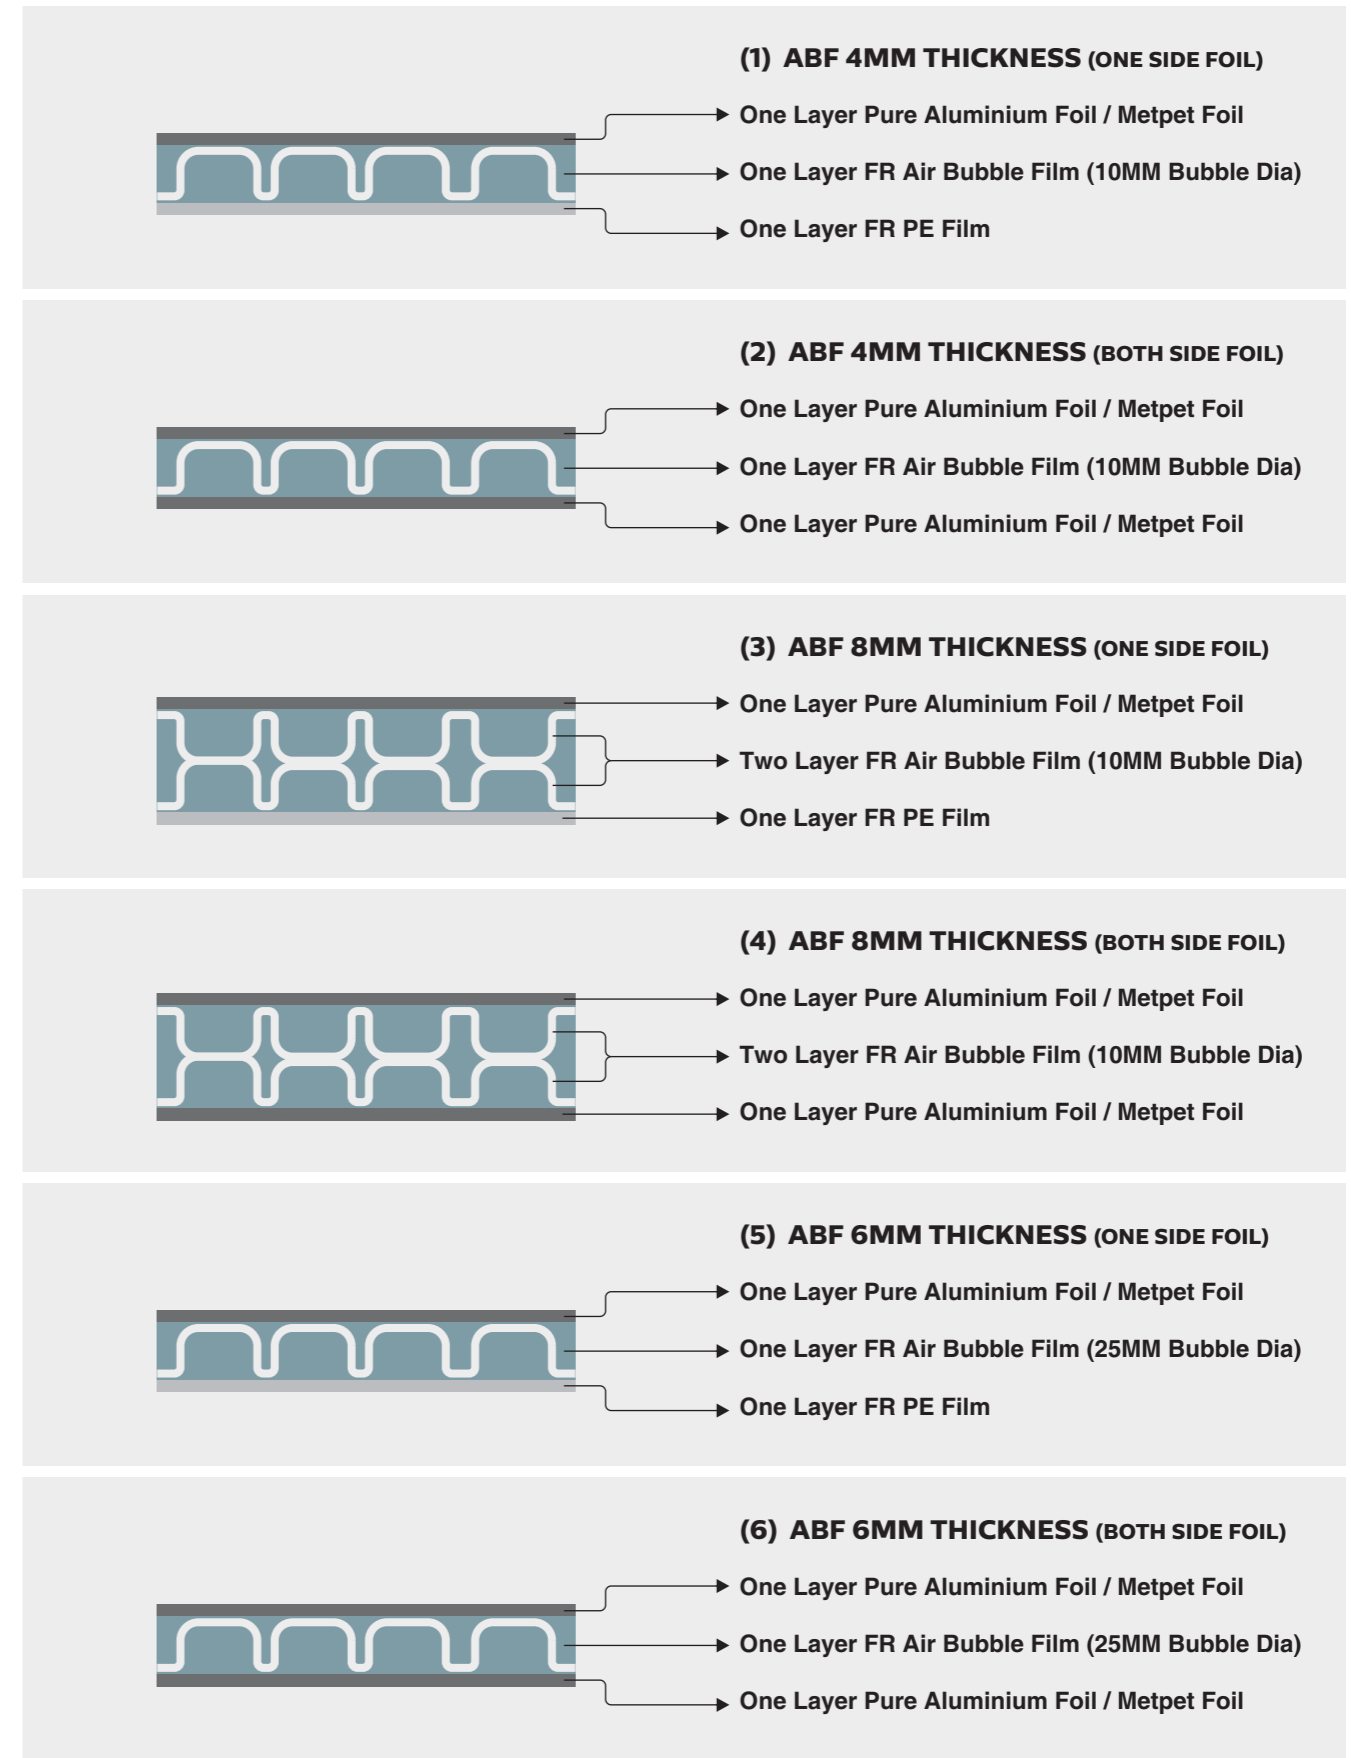 (1) ABF 4MM THICKNESS (ONE SIDE FOIL)
One Layer Pure Aluminium Foil / Metpet Foil
One Layer FR Air Bubble Film (10MM Bubble Dia)
One Layer FR PE Film
(2) ABF 4MM THICKNESS (BOTH SIDE FOIL)
One Layer Pure Aluminium Foil / Metpet Foil
One Layer FR Air Bubble Film (10MM Bubble Dia)
One Layer Pure Aluminium Foil / Metpet Foil
(3) ABF 8MM THICKNESS (ONE SIDE FOIL)
One Layer Pure Aluminium Foil / Metpet Foil
Two Layer FR Air Bubble Film (10MM Bubble Dia)
One Layer FR PE Film
(4) ABF 8MM THICKNESS (BOTH SIDE FOIL)
One Layer Pure Aluminium Foil / Metpet Foil
Two Layer FR Air Bubble Film (10MM Bubble Dia)
One Layer Pure Aluminium Foil / Metpet Foil
(5) ABF 6MM THICKNESS (ONE SIDE FOIL)
One Layer Pure Aluminium Foil / Metpet Foil
One Layer FR Air Bubble Film (25MM Bubble Dia)
One Layer FR PE Film
(6) ABF 6MM THICKNESS (BOTH SIDE FOIL)
One Layer Pure Aluminium Foil / Metpet Foil
One Layer FR Air Bubble Film (25MM Bubble Dia)
One Layer Pure Aluminium Foil / Metpet Foil